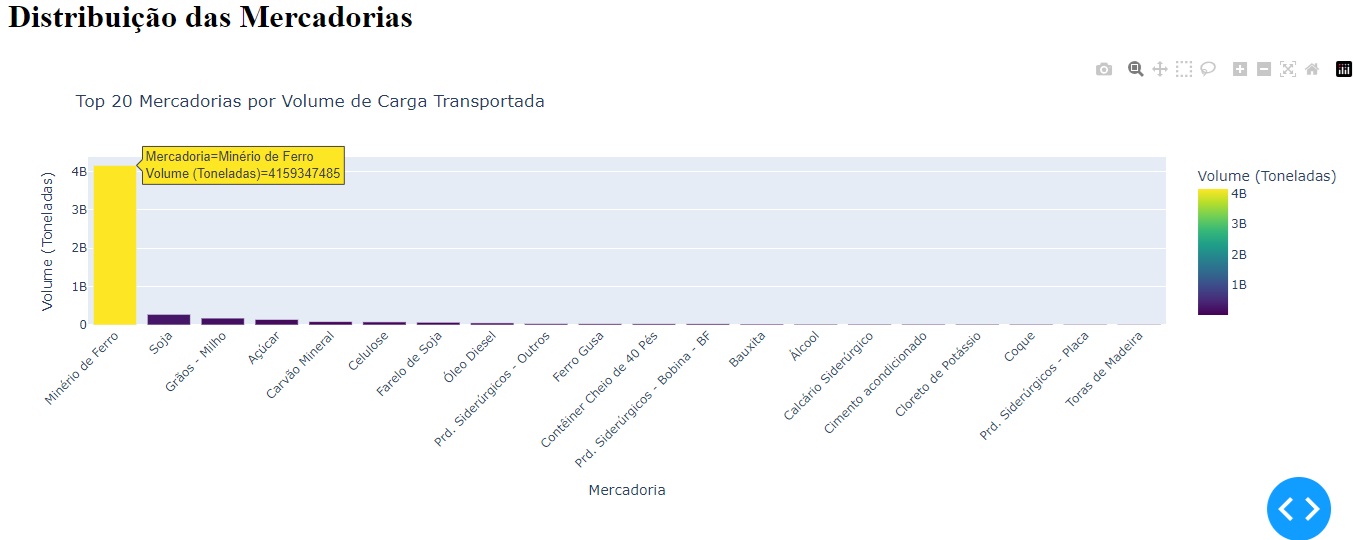 Distribuição das Mercadorias
Top 20 Mercadorias por Volume de Carga Transportada
Mercadoria=Minério de Ferro
Volume (Toneladas)=4159347485
Volume (Toneladas)
4B
3B
2B
1B
0
Minério de Ferro
Soja
Grãos - Milho
Açúcar
Carvão Mineral
Celulose
Farelo de Soja
Óleo Diesel
Prd. Siderúrgicos - Outros
Ferro Gusa
Contêiner Cheio de 40 Pés
Prd. Siderúrgicos - Bobina - BF
Bauxita
Álcool
Calcário Siderúrgico
Cimento acondicionado
Cloreto de Potássio
Coque
Prd. Siderúrgicos - Placa
Toras de Madeira
Mercadoria
Volume (Toneladas)
4B
3B
2B
1B